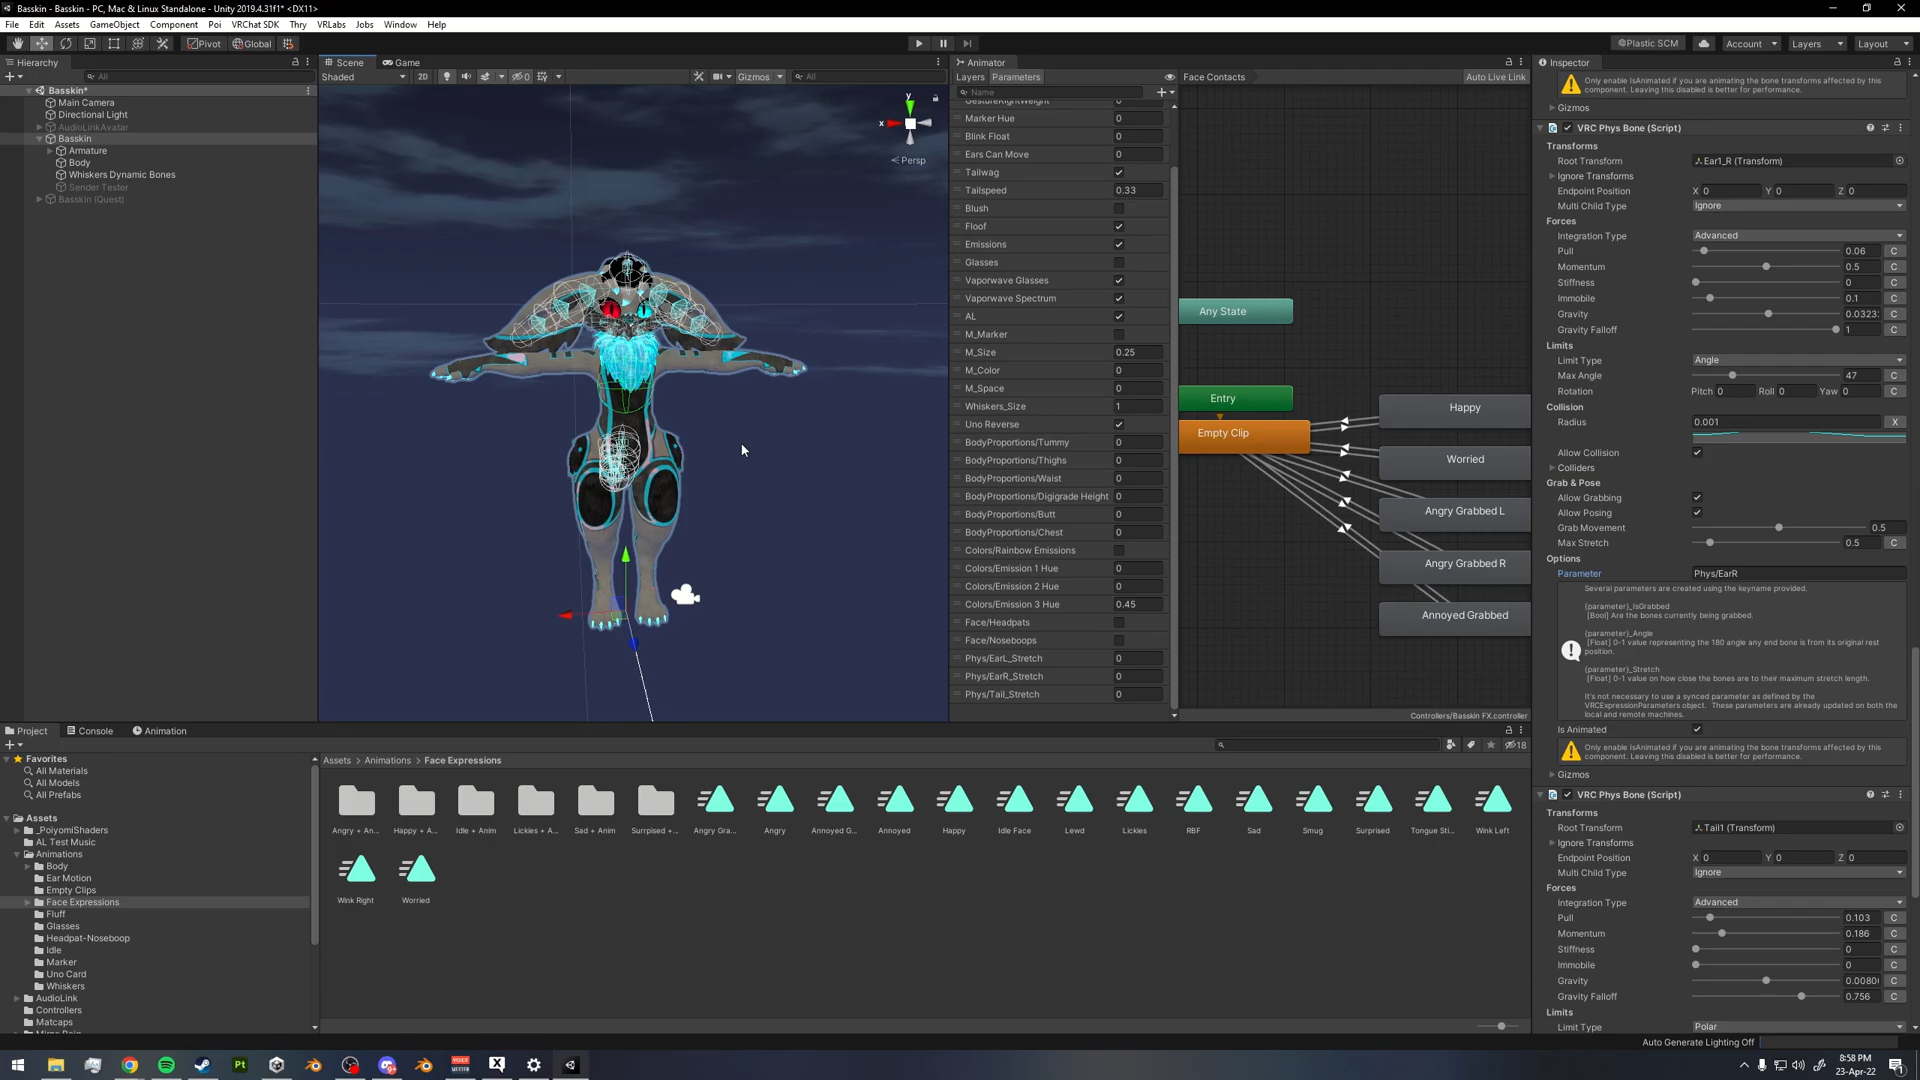 Basskin - Basskin - PC, Mac & Linux Standalone - Unity 2019.4.31f1* <DX11>
File Edit Assets GameObject Component Poi VRChat SDK Thry VRLabs Jobs Window Help
Pivot Global Plastic SCM Account Layers Layout
Hierarchy
All
Basskin*
Main Camera
Directional Light
AudioLinkAvatar
Basskin
Armature
Body
Whiskers Dynamic Bones
Sender Tester
Basskin (Quest)
Scene Game
Shaded 2D 0 Gizmos All
y
x
Persp
Animator
Layers Parameters Face Contacts Auto Live Link
Name
GestureRightWeight 0
Marker Hue 0
Blink Float 0
Ears Can Move 0
Tailwag
Tailspeed 0.33
Blush
Floof
Emissions
Glasses
Vaporwave Glasses
Vaporwave Spectrum
AL
M_Marker
M_Size 0.25
M_Color 0
M_Space 0
Whiskers_Size 1
Uno Reverse
BodyProportions/Tummy 0
BodyProportions/Thighs 0
BodyProportions/Waist 0
BodyProportions/Digigrade Height 0
BodyProportions/Butt 0
BodyProportions/Chest 0
Colors/Rainbow Emissions
Colors/Emission 1 Hue 0
Colors/Emission 2 Hue 0
Colors/Emission 3 Hue 0.45
Face/Headpats
Face/Noseboops
Phys/EarL_Stretch 0
Phys/EarR_Stretch 0
Phys/Tail_Stretch 0
Any State
Entry
Empty Clip
Happy
Worried
Angry Grabbed L
Angry Grabbed R
Annoyed Grabbed
Controllers/Basskin FX.controller
Inspector
Only enable IsAnimated if you are animating the bone transforms affected by this
component. Leaving this disabled is better for performance.
Gizmos
VRC Phys Bone (Script)
Transforms
Root Transform Ear1_R (Transform)
Ignore Transforms
Endpoint Position X 0 Y 0 Z 0
Multi Child Type Ignore
Forces
Integration Type Advanced
Pull 0.06 C
Momentum 0.5 C
Stiffness 0 C
Immobile 0.1 C
Gravity 0.0323 C
Gravity Falloff 1 C
Limits
Limit Type Angle
Max Angle 47 C
Rotation Pitch 0 Roll 0 Yaw 0 C
Collision
Radius 0.001 X
Allow Collision
Colliders
Grab & Pose
Allow Grabbing
Allow Posing
Grab Movement 0.5
Max Stretch 0.5 C
Options
Parameter Phys/EarR
Several parameters are created using the keyname provided.
{parameter}_IsGrabbed
[Bool] Are the bones currently being grabbed.
{parameter}_Angle
[Float] 0-1 value representing the 180 angle any end bone is from its original rest
position.
{parameter}_Stretch
[Float] 0-1 value on how close the bones are to their maximum stretch length.
It's not necessary to use a synced parameter as defined by the
VRCExpressionParameters object. These parameters are already updated on both the
local and remote machines.
Is Animated
Only enable IsAnimated if you are animating the bone transforms affected by this
component. Leaving this disabled is better for performance.
Gizmos
VRC Phys Bone (Script)
Transforms
Root Transform Tail1 (Transform)
Ignore Transforms
Endpoint Position X 0 Y 0 Z 0
Multi Child Type Ignore
Forces
Integration Type Advanced
Pull 0.103 C
Momentum 0.186 C
Stiffness 0 C
Immobile 0 C
Gravity 0.0080 C
Gravity Falloff 0.756 C
Limits
Limit Type Polar
Project Console Animation
18
Favorites
All Materials
All Models
All Prefabs
Assets
_PolyomiShaders
AL Test Music
Animations
Body
Ear Motion
Empty Clips
Face Expressions
Fluff
Glasses
Headpat-Noseboop
Idle
Marker
Uno Card
Whiskers
AudioLink
Controllers
Matcaps
Assets > Animations > Face Expressions
Angry + An... Happy + A... Idle + Anim Lickies + A... Sad + Anim Surrpised +... Angry Gra... Angry Annoyed G... Annoyed Happy Idle Face Lewd Lickies RBF Sad Smug Surprised Tongue Sti... Wink Left
Wink Right Worried
Auto Generate Lighting Off
Pt
8:58 PM
23-Apr-22